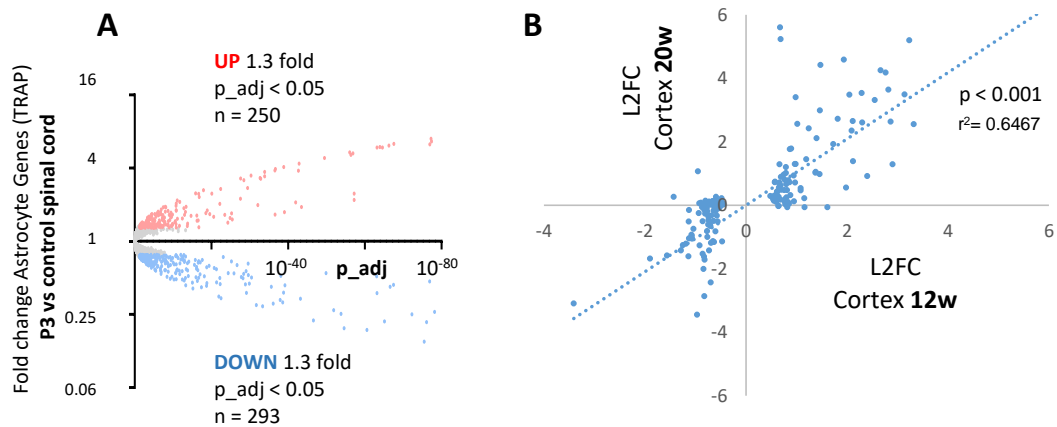 A
Fold change Astrocyte Genes (TRAP)
P3 vs control spinal cord
16
4
1
0.25
0.06
UP 1.3 fold
p_adj < 0.05
n = 250
10-40
p_adj
10-80
DOWN 1.3 fold
p_adj < 0.05
n = 293
B
L2FC
Cortex 20w
6
4
2
0
-2
-4
-6
-4
-2
0
2
4
6
p < 0.001
r²= 0.6467
L2FC
Cortex 12w